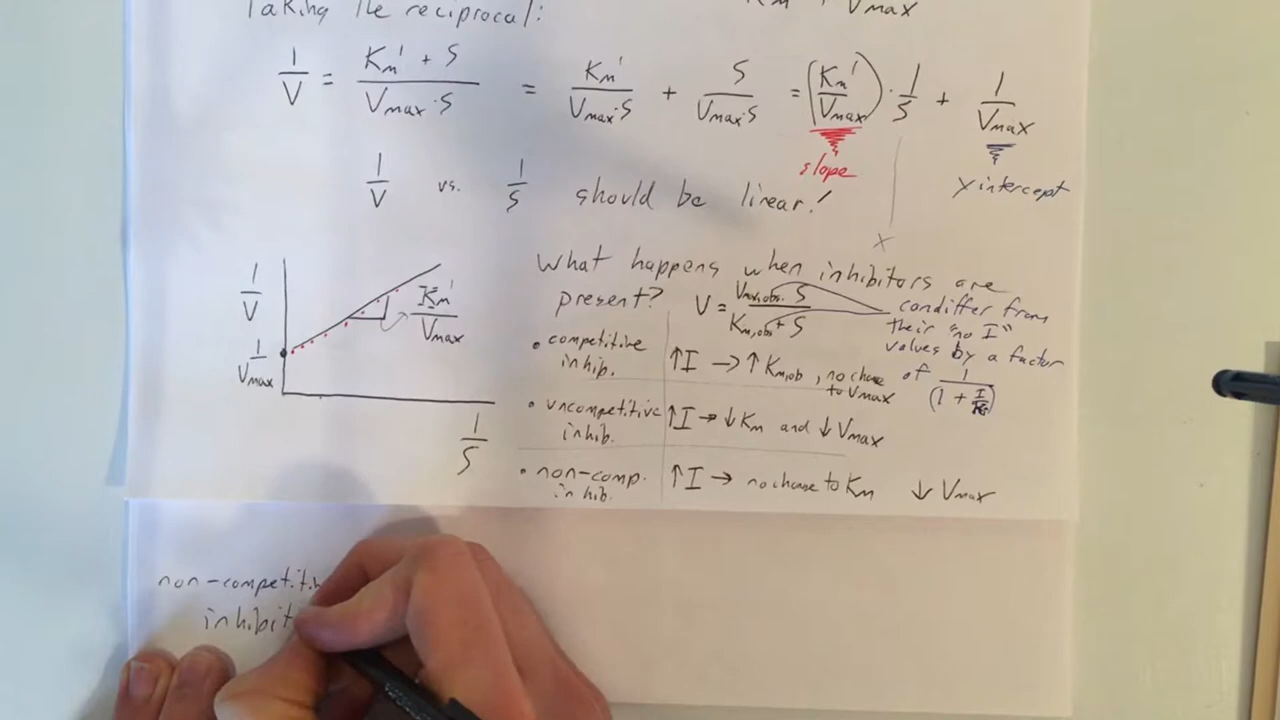 Taking the reciprocal:
Km + Vmax
1/V = (Km' + S)/(Vmax·S) = Km'/(Vmax·S) + S/(Vmax·S) = (Km'/Vmax) · 1/S + 1/Vmax
slope
Y intercept
1/V vs. 1/S should be linear!
X
1/V
1/Vmax
Km'/Vmax
1/S
What happens when inhibitors are
present?
V = (Vmax,obs · S)/(Km,obs + S)
can differ from
their "no I"
values by a factor
of 1/(1 + I/Ki)
• competitive
inhib.
↑I → ↑ Km,ob, no chance
to Vmax
• uncompetitive
inhib.
↑I → ↓ Km and ↓ Vmax
• non-comp.
inhib.
↑I → no change to Km ↓ Vmax
non-competitiv
inhibit